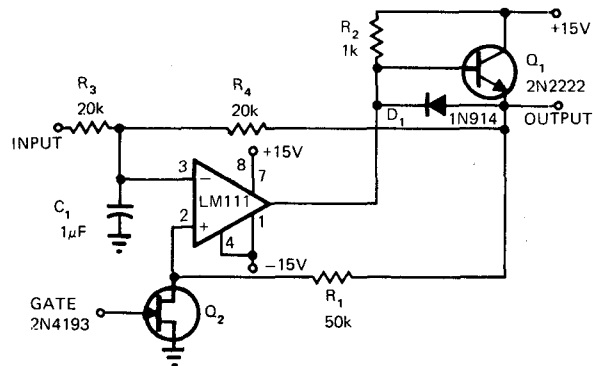 R2
1k
+15V
Q1
2N2222
R3
20k
R4
20k
D1
1N914
OUTPUT
INPUT
+15V
8
7
3
−
LM111
C1
1µF
2
+
4
1
−15V
GATE
2N4193
Q2
R1
50k